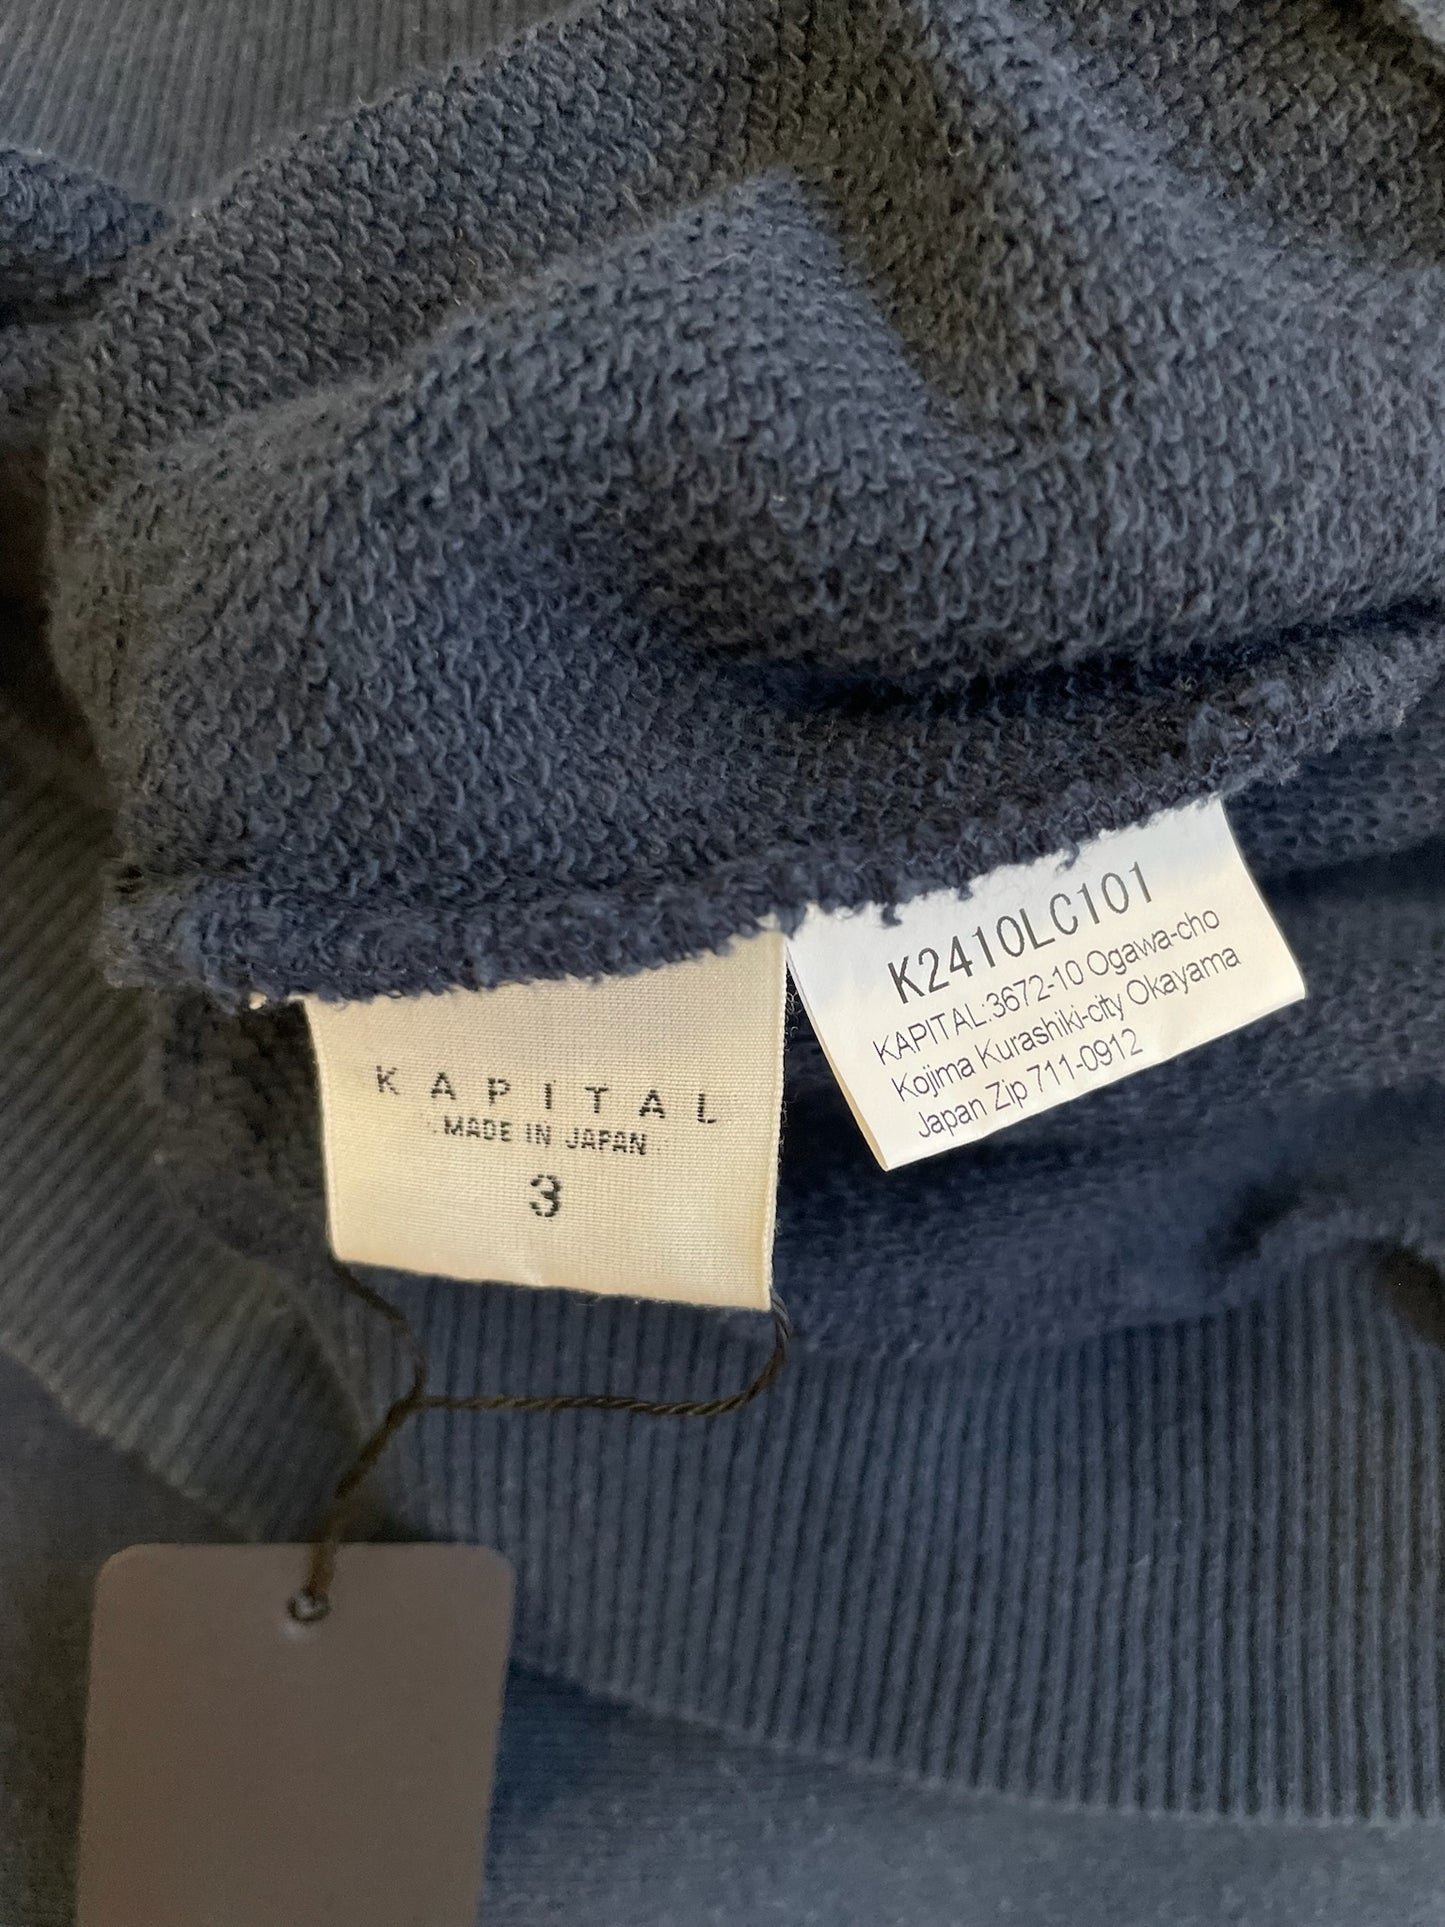 KAPITAL
MADE IN JAPAN
3
K2410LC101
KAPITAL:3672-10 Ogawa-cho
Kojima Kurashiki-city Okayama
Japan Zip 711-0912